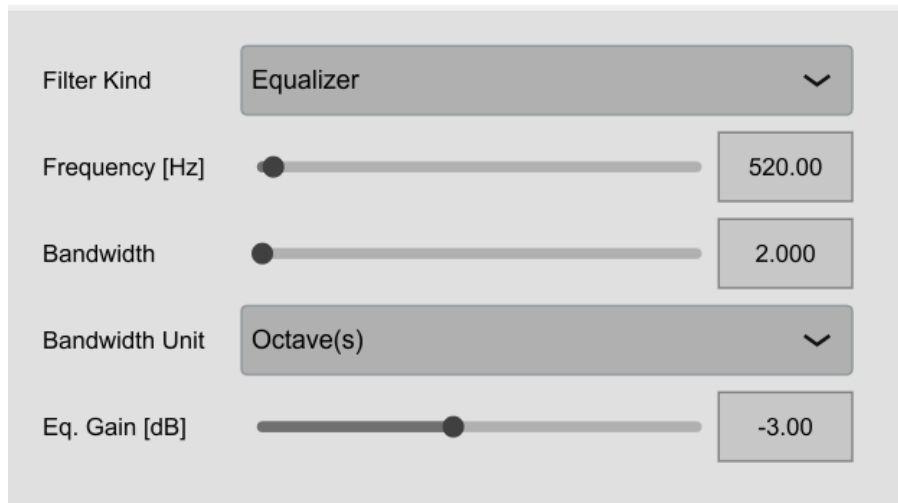 Filter Kind Equalizer
Frequency [Hz] 520.00
Bandwidth 2.000
Bandwidth Unit Octave(s)
Eq. Gain [dB] -3.00